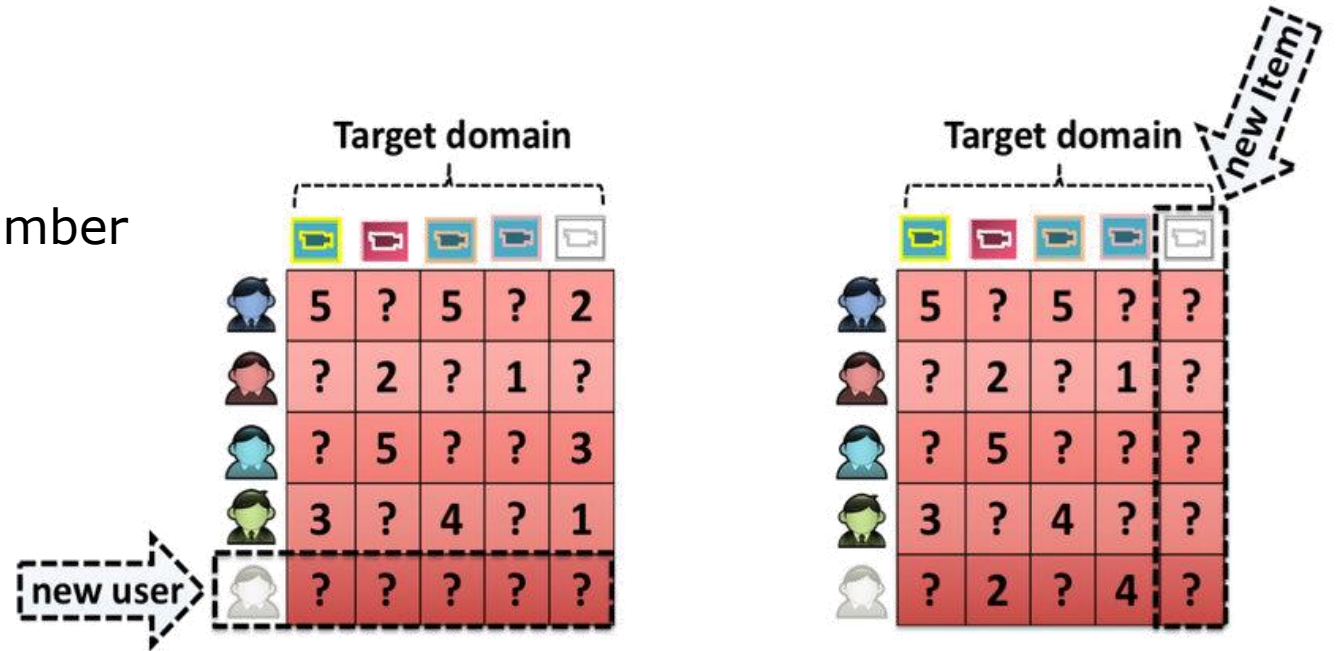 mber
Target domain
5 ? 5 ? 2
? 2 ? 1 ?
? 5 ? ? 3
3 ? 4 ? 1
new user
? ? ? ? ?
Target domain
new Item
5 ? 5 ? ?
? 2 ? 1 ?
? 5 ? ? ?
3 ? 4 ? ?
? 2 ? 4 ?